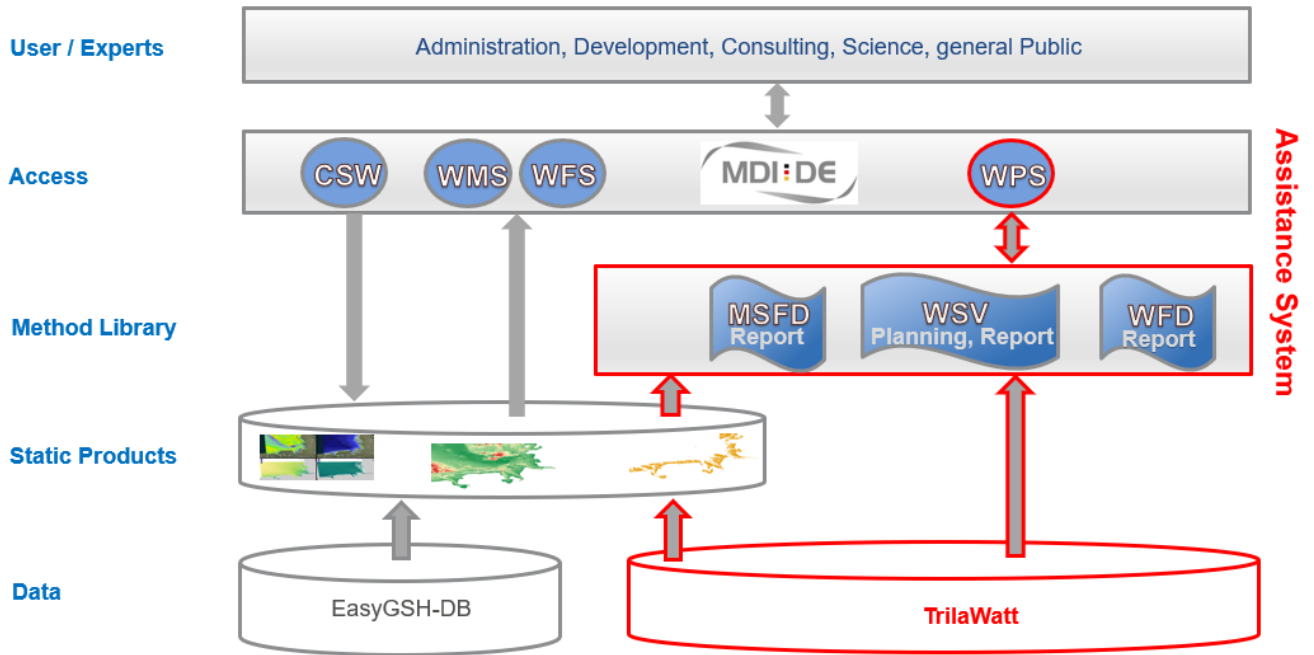 User / Experts
Administration, Development, Consulting, Science, general Public
Access
CSW
WMS
WFS
MDI:DE
WPS
Assistance System
Method Library
MSFD
Report
WSV
Planning, Report
WFD
Report
Static Products
Data
EasyGSH-DB
TrilaWatt